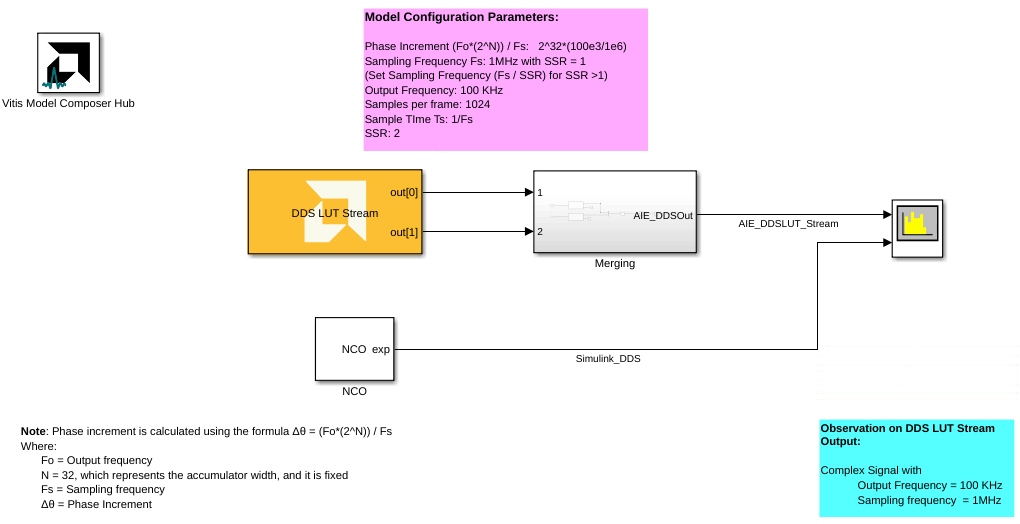 Model Configuration Parameters:
Phase Increment (Fo*(2^N)) / Fs:   2^32*(100e3/1e6)
Sampling Frequency Fs: 1MHz with SSR = 1
(Set Sampling Frequency (Fs / SSR) for SSR >1)
Output Frequency: 100 KHz
Samples per frame: 1024
Sample TIme Ts: 1/Fs
SSR: 2
Vitis Model Composer Hub
DDS LUT Stream
out[0]
out[1]
1
2
AIE_DDSOut
Merging
AIE_DDSLUT_Stream
NCO exp
NCO
Simulink_DDS
Note: Phase increment is calculated using the formula Δθ = (Fo*(2^N)) / Fs
Where:
Fo = Output frequency
N = 32, which represents the accumulator width, and it is fixed
Fs = Sampling frequency
Δθ = Phase Increment
Observation on DDS LUT Stream
Output:
Complex Signal with
Output Frequency = 100 KHz
Sampling frequency  = 1MHz